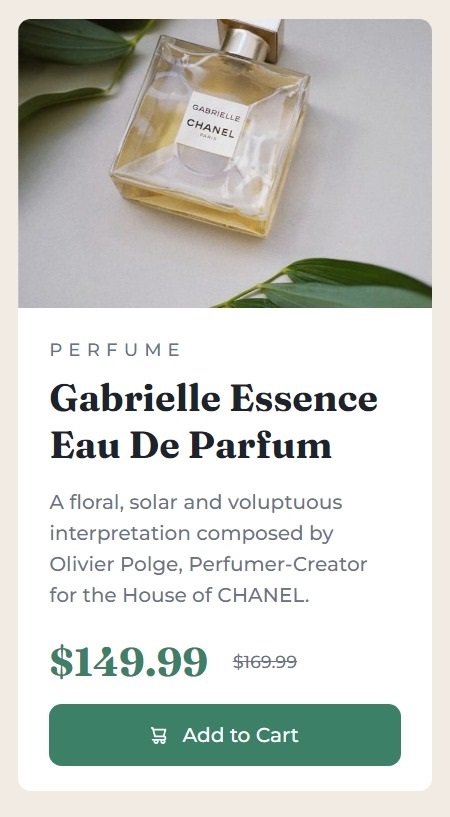 GABRIELLE
CHANEL
PARIS
PERFUME
Gabrielle Essence
Eau De Parfum
A floral, solar and voluptuous
interpretation composed by
Olivier Polge, Perfumer-Creator
for the House of CHANEL.
$149.99 $169.99
Add to Cart